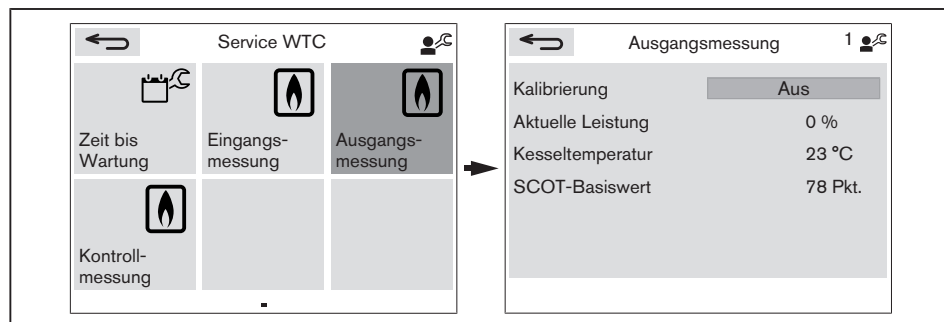 Service WTC
Zeit bis
Wartung
Eingangs-
messung
Ausgangs-
messung
Kontroll-
messung
Ausgangsmessung 1
Kalibrierung Aus
Aktuelle Leistung 0 %
Kesseltemperatur 23 °C
SCOT-Basiswert 78 Pkt.